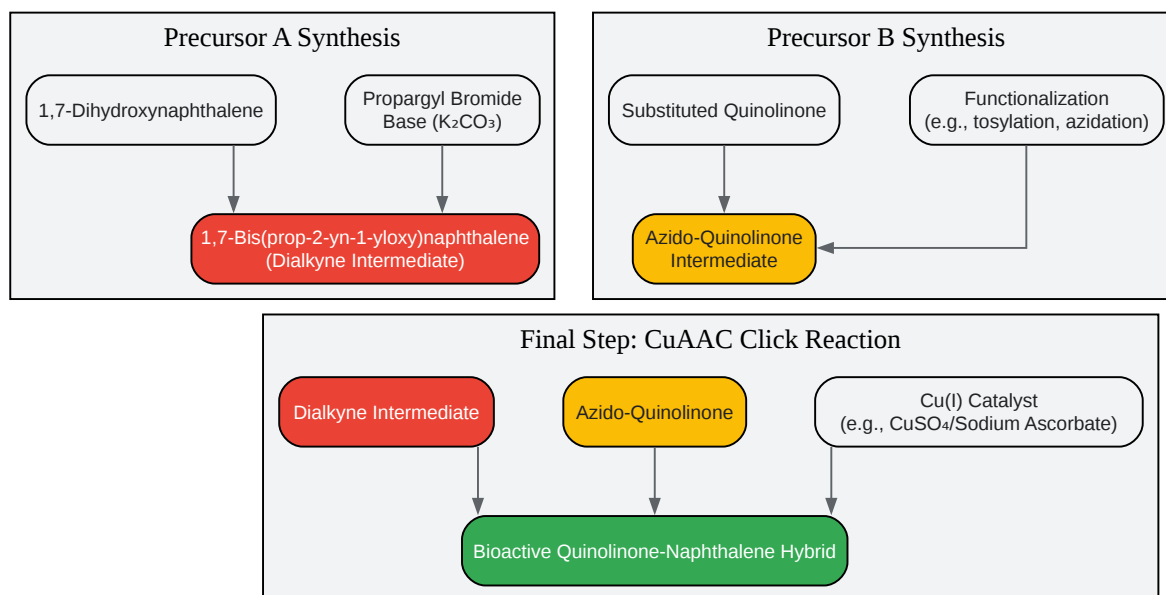 Precursor A Synthesis
1,7-Dihydroxynaphthalene
Propargyl Bromide
Base (K₂CO₃)
1,7-Bis(prop-2-yn-1-yloxy)naphthalene
(Dialkyne Intermediate)
Precursor B Synthesis
Substituted Quinolinone
Functionalization
(e.g., tosylation, azidation)
Azido-Quinolinone
Intermediate
Final Step: CuAAC Click Reaction
Dialkyne Intermediate
Azido-Quinolinone
Cu(I) Catalyst
(e.g., CuSO₄/Sodium Ascorbate)
Bioactive Quinolinone-Naphthalene Hybrid